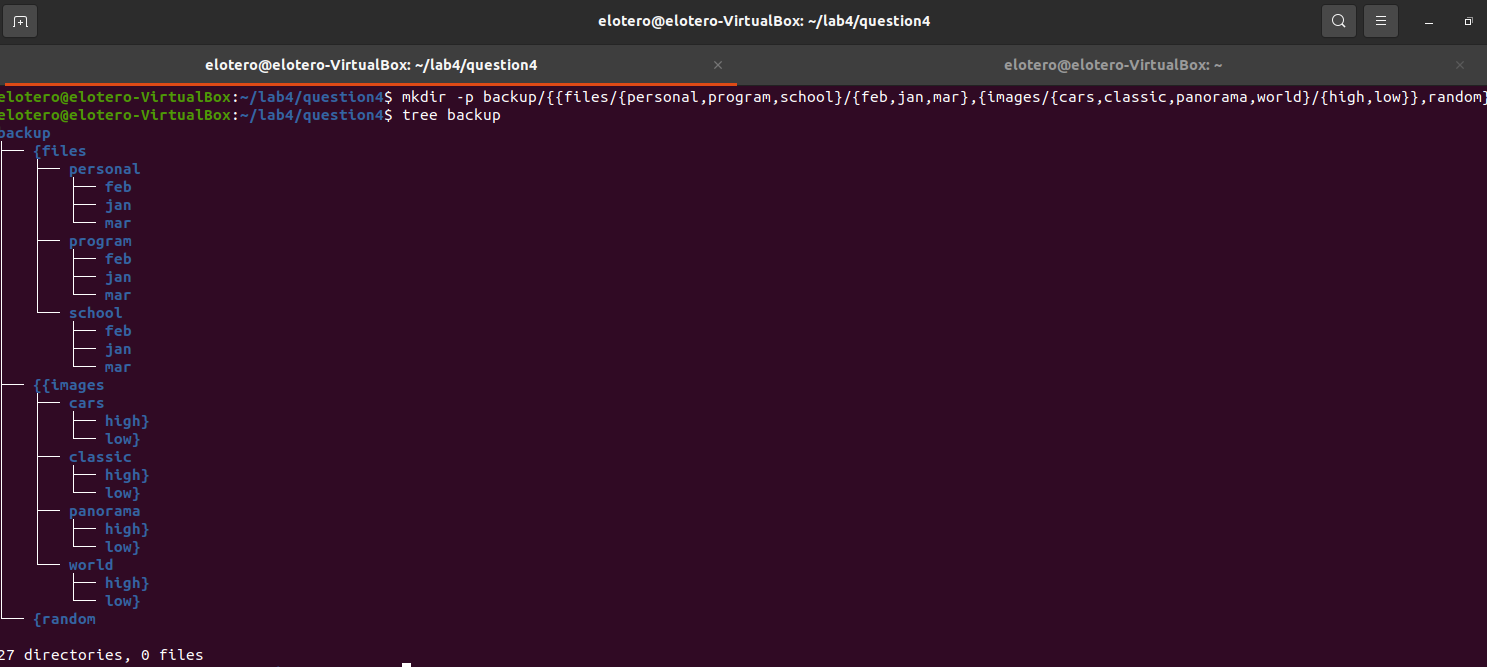 elotero@elotero-VirtualBox: ~/lab4/question4
elotero@elotero-VirtualBox: ~/lab4/question4 ×
elotero@elotero-VirtualBox: ~ ×
elotero@elotero-VirtualBox:~/lab4/question4$ mkdir -p backup/{{files/{personal,program,school}/{feb,jan,mar},{images/{cars,classic,panorama,world}/{high,low}},random}
elotero@elotero-VirtualBox:~/lab4/question4$ tree backup
backup
├── {files
│   ├── personal
│   │   ├── feb
│   │   ├── jan
│   │   └── mar
│   ├── program
│   │   ├── feb
│   │   ├── jan
│   │   └── mar
│   └── school
│       ├── feb
│       ├── jan
│       └── mar
├── {{images
│   ├── cars
│   │   ├── high}
│   │   └── low}
│   ├── classic
│   │   ├── high}
│   │   └── low}
│   ├── panorama
│   │   ├── high}
│   │   └── low}
│   └── world
│       ├── high}
│       └── low}
└── {random
27 directories, 0 files